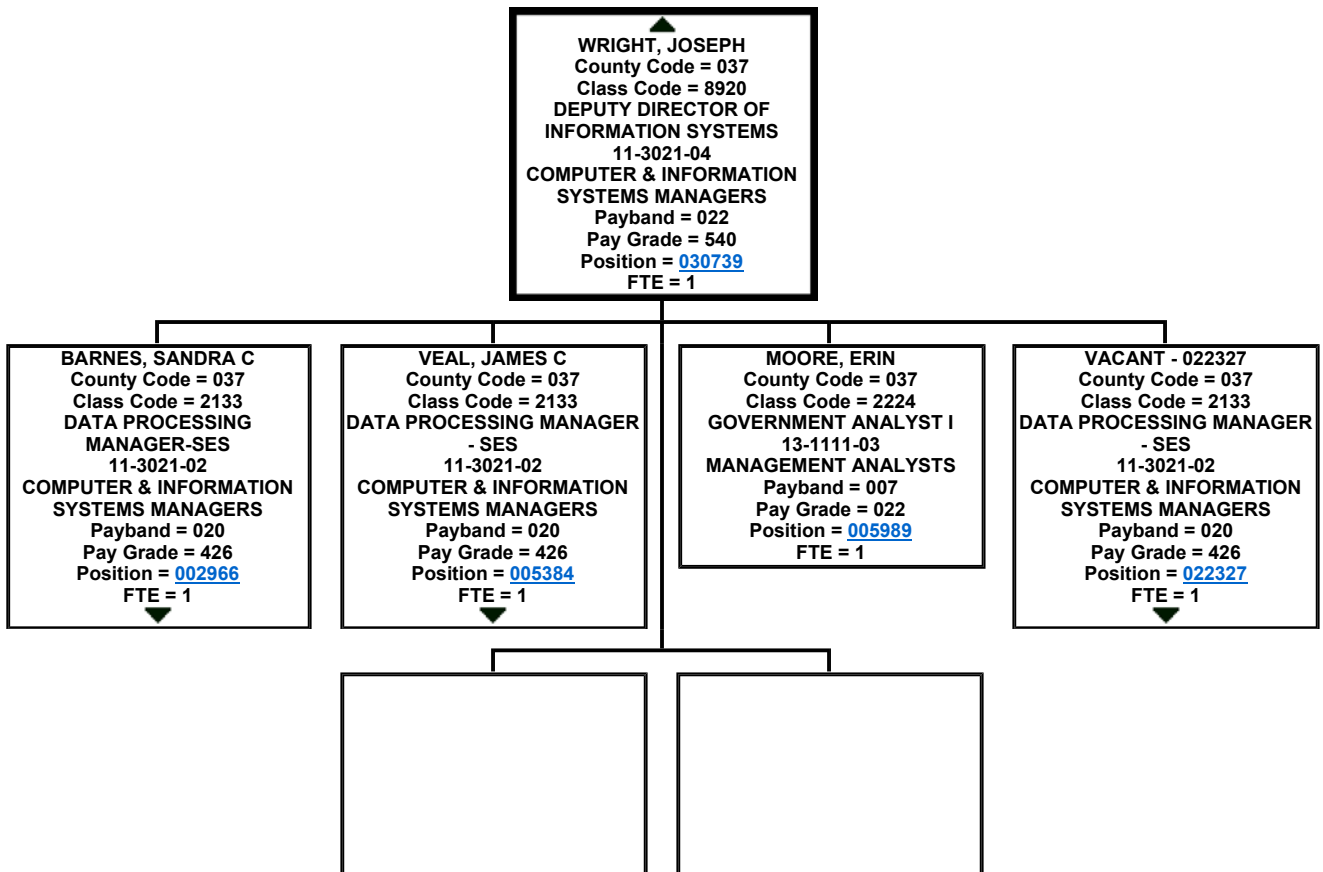 WRIGHT, JOSEPH
County Code = 037
Class Code = 8920
DEPUTY DIRECTOR OF
INFORMATION SYSTEMS
11-3021-04
COMPUTER & INFORMATION
SYSTEMS MANAGERS
Payband = 022
Pay Grade = 540
Position = 030739
FTE = 1
BARNES, SANDRA C
County Code = 037
Class Code = 2133
DATA PROCESSING
MANAGER-SES
11-3021-02
COMPUTER & INFORMATION
SYSTEMS MANAGERS
Payband = 020
Pay Grade = 426
Position = 002966
FTE = 1
VEAL, JAMES C
County Code = 037
Class Code = 2133
DATA PROCESSING MANAGER
- SES
11-3021-02
COMPUTER & INFORMATION
SYSTEMS MANAGERS
Payband = 020
Pay Grade = 426
Position = 005384
FTE = 1
MOORE, ERIN
County Code = 037
Class Code = 2224
GOVERNMENT ANALYST I
13-1111-03
MANAGEMENT ANALYSTS
Payband = 007
Pay Grade = 022
Position = 005989
FTE = 1
VACANT - 022327
County Code = 037
Class Code = 2133
DATA PROCESSING MANAGER
- SES
11-3021-02
COMPUTER & INFORMATION
SYSTEMS MANAGERS
Payband = 020
Pay Grade = 426
Position = 022327
FTE = 1